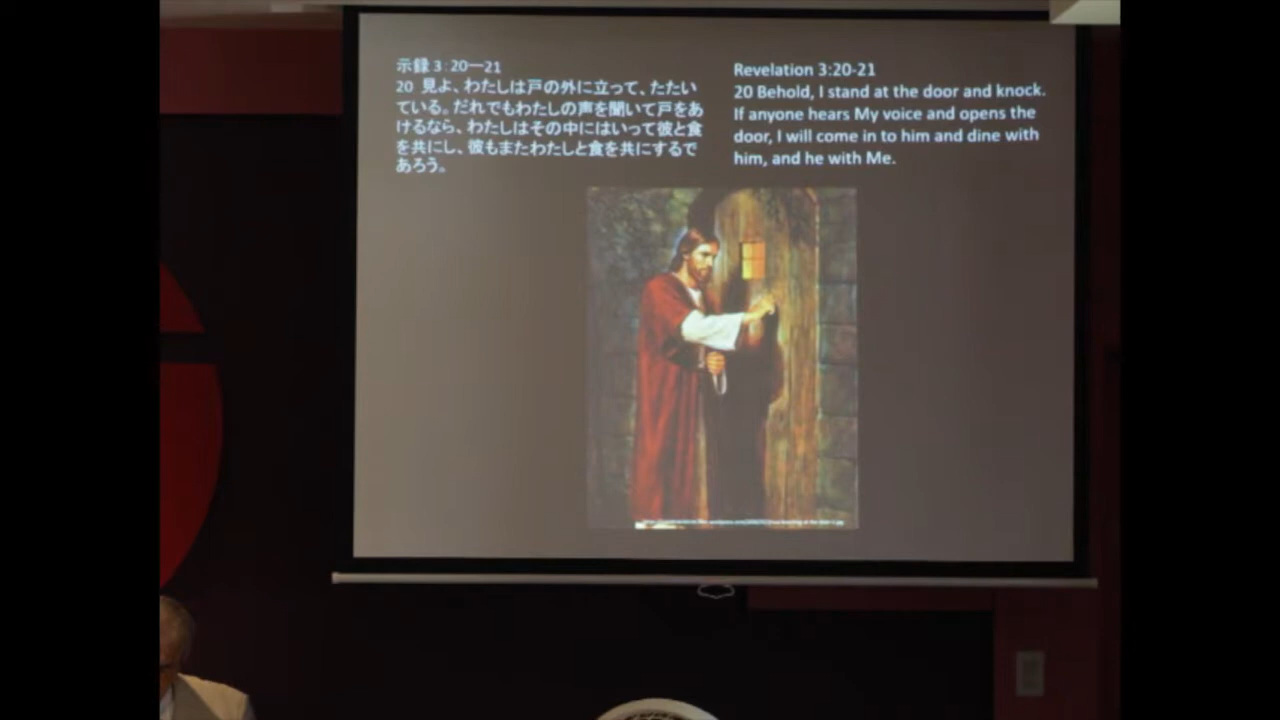 示録 3:20―21
20 見よ、わたしは戸の外に立って、たたい
ている。だれでもわたしの声を聞いて戸をあ
けるなら、わたしはその中にはいって彼と食
を共にし、彼もまたわたしと食を共にするで
あろう。
Revelation 3:20-21
20 Behold, I stand at the door and knock.
If anyone hears My voice and opens the
door, I will come in to him and dine with
him, and he with Me.